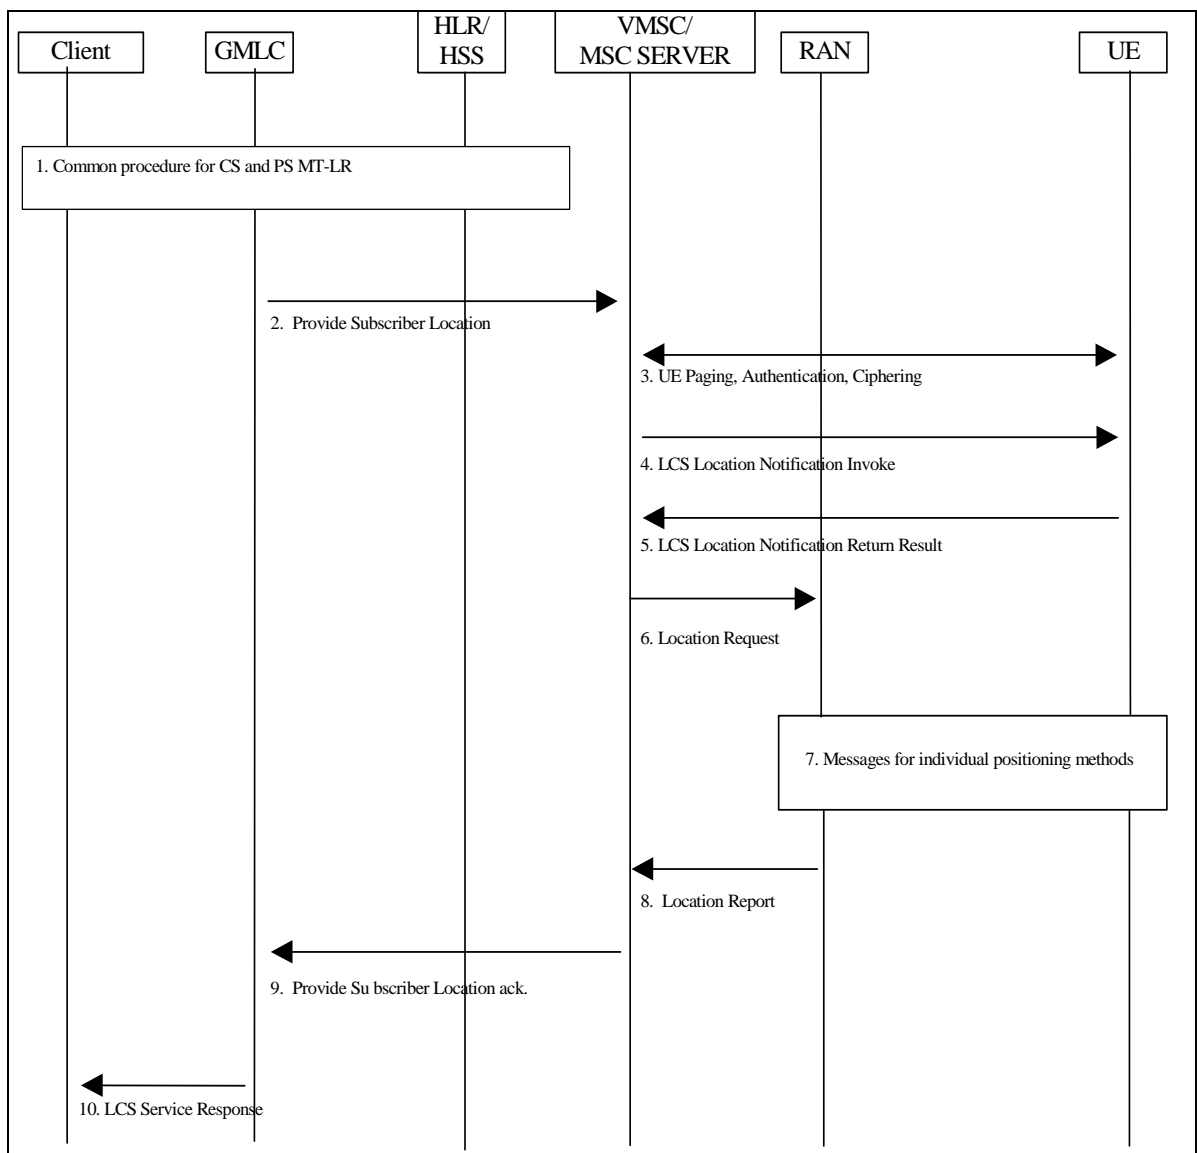 Client
GMLC
HLR/
HSS
VMSC/
MSC SERVER
RAN
UE
1. Common procedure for CS and PS MT-LR
2. Provide Subscriber Location
3. UE Paging, Authentication, Ciphering
4. LCS Location Notification Invoke
5. LCS Location Notification Return Result
6. Location Request
7. Messages for individual positioning methods
8. Location Report
9. Provide Su bscriber Location ack.
10. LCS Service Response